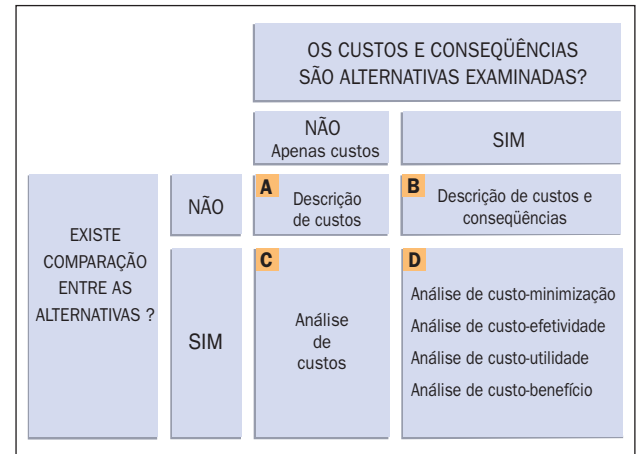 OS CUSTOS E CONSEQÜÊNCIAS
SÃO ALTERNATIVAS EXAMINADAS?
NÃO
Apenas custos
SIM
EXISTE
COMPARAÇÃO
ENTRE AS
ALTERNATIVAS ?
NÃO
A
Descrição
de custos
B
Descrição de custos e
conseqüências
SIM
C
Análise
de
custos
D
Análise de custo-minimização
Análise de custo-efetividade
Análise de custo-utilidade
Análise de custo-benefício